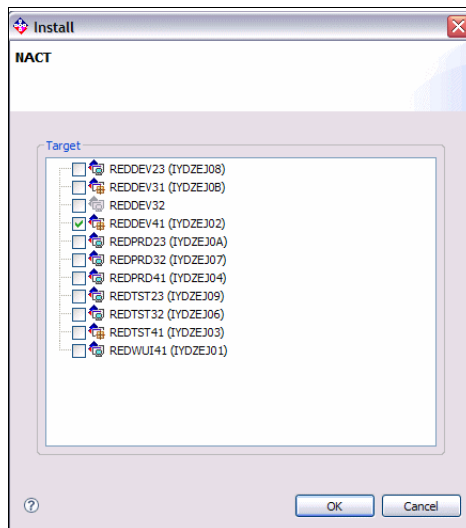 Install
NACT
Target
REDDEV23 (IYDZEJ08)
REDDEV31 (IYDZEJ0B)
REDDEV32
REDDEV41 (IYDZEJ02)
REDPRD23 (IYDZEJ0A)
REDPRD32 (IYDZEJ07)
REDPRD41 (IYDZEJ04)
REDTST23 (IYDZEJ09)
REDTST32 (IYDZEJ06)
REDTST41 (IYDZEJ03)
REDWUI41 (IYDZEJ01)
OK Cancel